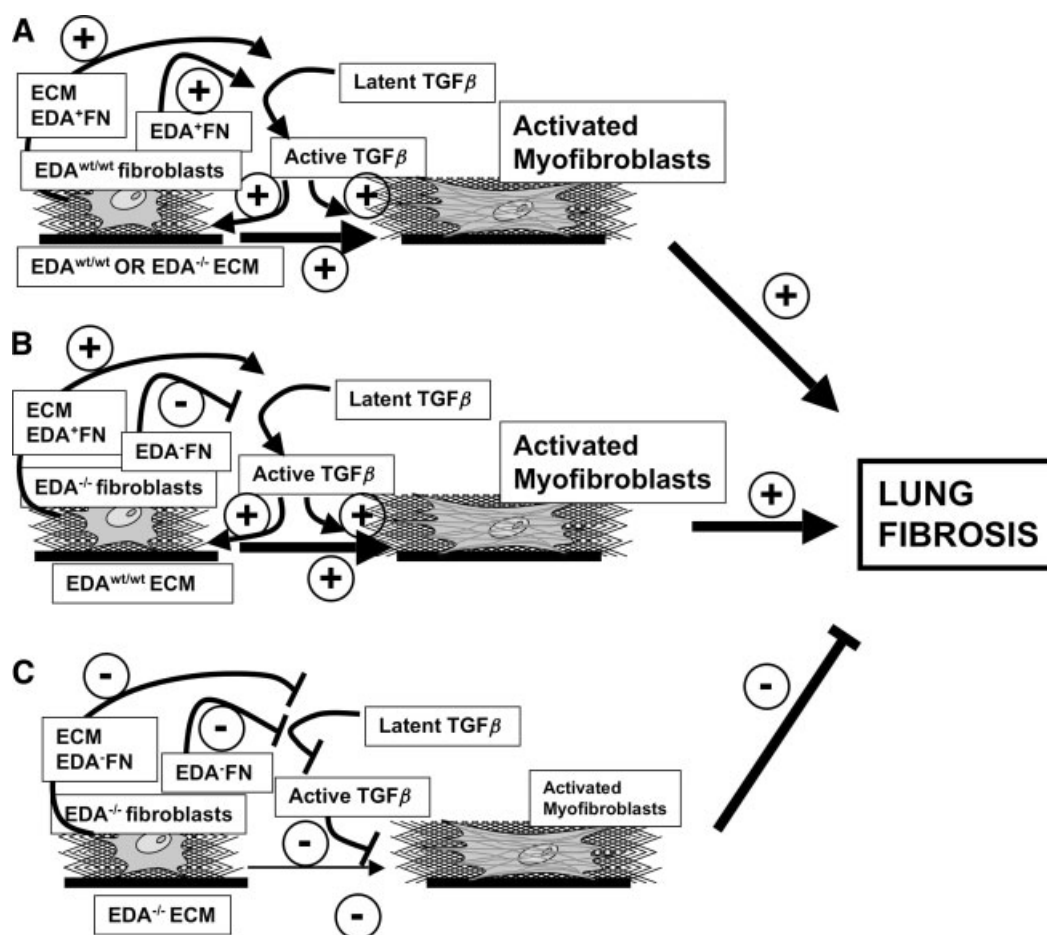 A
+
ECM
EDA⁺FN
+
EDA⁺FN
Latent TGFβ
EDAʷᵗ/ʷᵗ fibroblasts
Active TGFβ
Activated
Myofibroblasts
+
+
+
EDAʷᵗ/ʷᵗ OR EDA⁻/⁻ ECM
+
B
+
ECM
EDA⁺FN
-
EDA⁻FN
Latent TGFβ
EDA⁻/⁻ fibroblasts
Active TGFβ
Activated
Myofibroblasts
+
+
+
EDAʷᵗ/ʷᵗ ECM
+
LUNG
FIBROSIS
C
-
ECM
EDA⁻FN
-
EDA⁻FN
Latent TGFβ
EDA⁻/⁻ fibroblasts
Active TGFβ
Activated
Myofibroblasts
-
-
EDA⁻/⁻ ECM
-